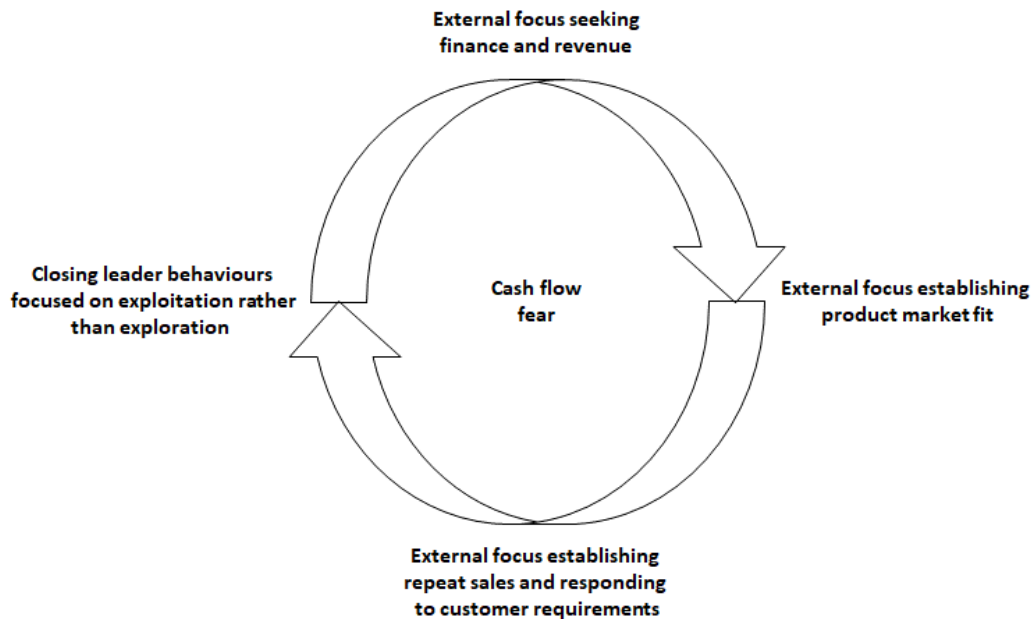 External focus seeking
finance and revenue
Closing leader behaviours
focused on exploitation rather
than exploration
Cash flow
fear
External focus establishing
product market fit
External focus establishing
repeat sales and responding
to customer requirements